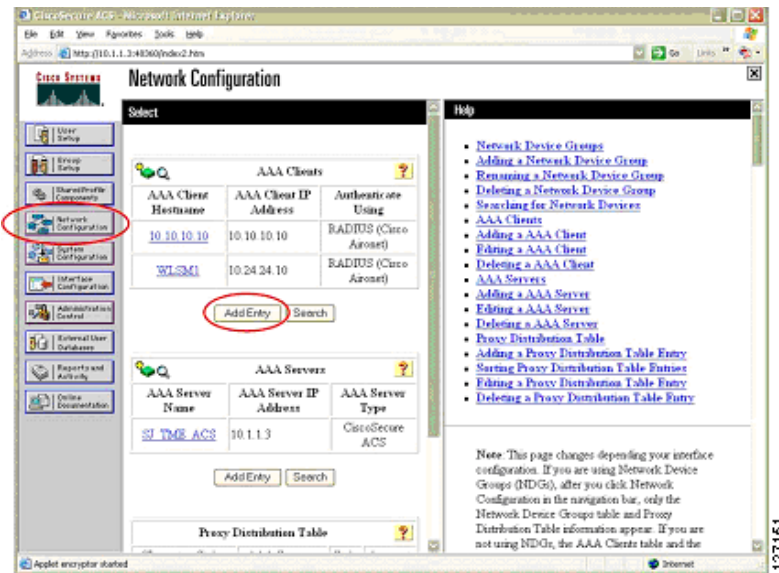 CiscoSecure ACS - Microsoft Internet Explorer
File Edit View Favorites Tools Help
Address http://10.1.1.3:48360/index2.htm
Go Links
Cisco Systems
Network Configuration
User Setup
Group Setup
Shared Profile Components
Network Configuration
System Configuration
Interface Configuration
Administration Control
External User Databases
Reports and Activity
Online Documentation
Select
AAA Clients
AAA Client Hostname
AAA Client IP Address
Authenticate Using
10.10.10.10
10.10.10.10
RADIUS (Cisco Aironet)
WLSM1
10.24.24.10
RADIUS (Cisco Aironet)
Add Entry Search
AAA Servers
AAA Server Name
AAA Server IP Address
AAA Server Type
SJ TME ACS
10.1.1.3
CiscoSecure ACS
Add Entry Search
Proxy Distribution Table
Help
Network Device Groups
Adding a Network Device Group
Renaming a Network Device Group
Deleting a Network Device Group
Searching for Network Devices
AAA Clients
Adding a AAA Client
Editing a AAA Client
Deleting a AAA Client
AAA Servers
Adding a AAA Server
Editing a AAA Server
Deleting a AAA Server
Proxy Distribution Table
Adding a Proxy Distribution Table Entry
Sorting Proxy Distribution Table Entries
Editing a Proxy Distribution Table Entry
Deleting a Proxy Distribution Table Entry
Note: This page changes depending your interface
configuration. If you are using Network Device
Groups (NDGs), after you click Network
Configuration in the navigation bar, only the
Network Device Groups table and Proxy
Distribution Table information appear. If you are
not using NDGs, the AAA Clients table and the
Applet encryptor started
Internet
127151